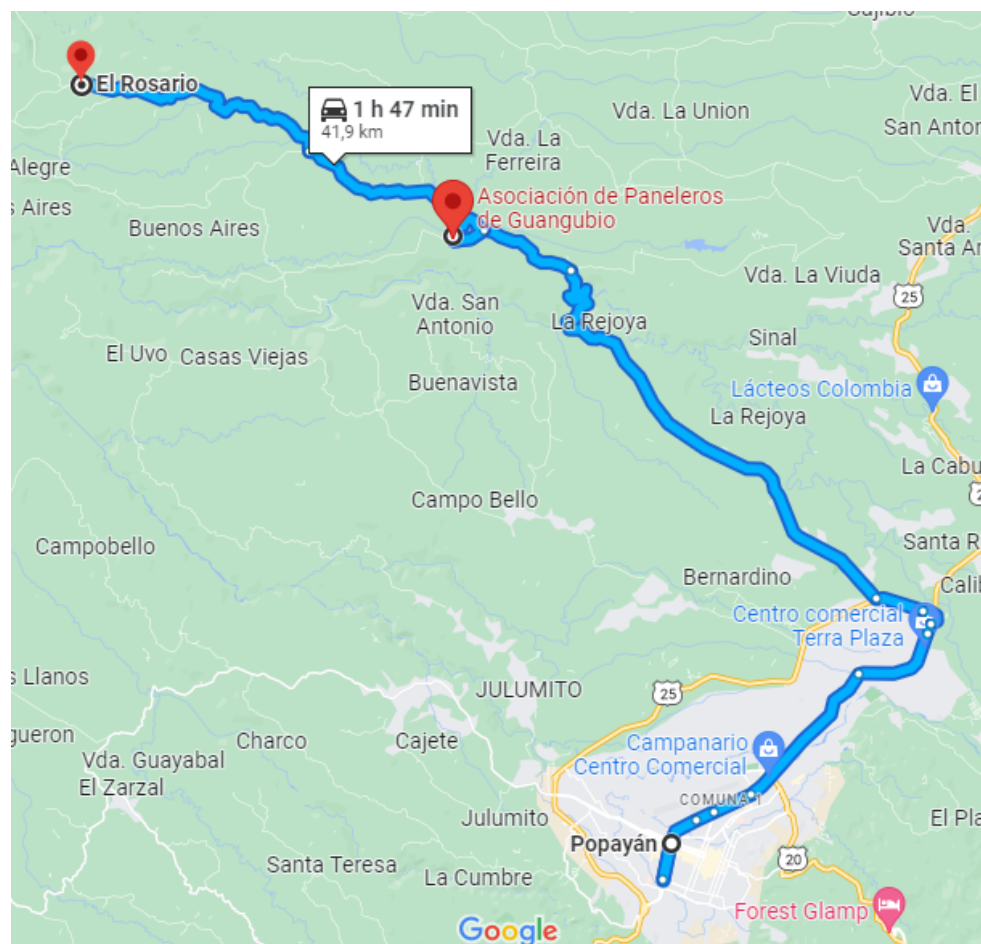 El Rosario
1 h 47 min
41,9 km
Vda. La Union
Vda. El
San Anton
Vda. La
Ferreira
Alegre
s Aires
Buenos Aires
Asociación de Paneleros
de Guangubio
Vda.
Santa Ar
Vda. La Viuda
25
Vda. San
Antonio
La Rejoya
Sinal
El Uvo
Casas Viejas
Buenavista
Lácteos Colombia
La Rejoya
La Cabu
Campo Bello
Campobello
Santa R
Bernardino
Calib
Centro comercial
Terra Plaza
s Llanos
JULUMITO
25
gueron
Charco
Cajete
Vda. Guayabal
El Zarzal
Campanario
Centro Comercial
COMUNA 1
Julumito
El Pla
Popayán
20
Santa Teresa
La Cumbre
Forest Glamp
Google